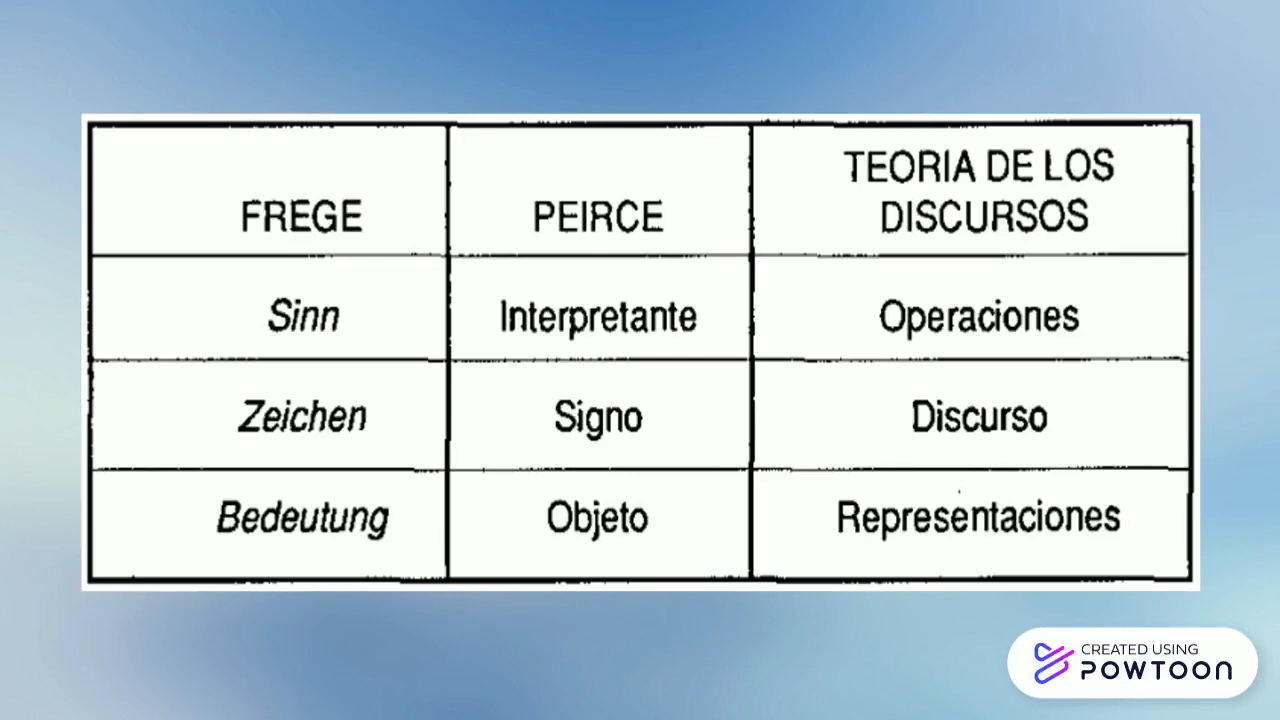 TEORIA DE LOS
FREGE PEIRCE DISCURSOS
Sinn Interpretante Operaciones
Zeichen Signo Discurso
Bedeutung Objeto Representaciones
CREATED USING
POWTOON